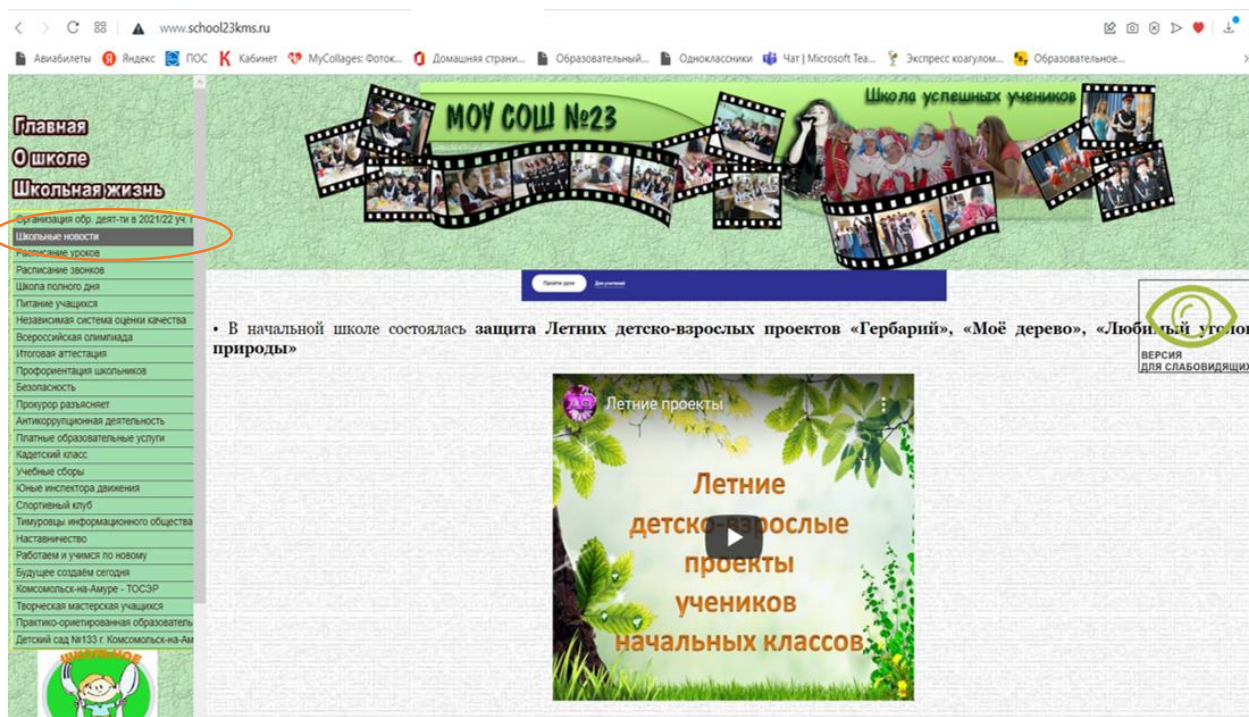 www.school23kms.ru
Авиабилеты Яндекс ПОС Кабинет MyCollages: Фоток... Домашняя страни... Образовательный... Одноклассники Чат | Microsoft Tea... Экспресс коагулом... Образовательное...
МОУ СОШ №23
Школа успешных учеников
Главная
О школе
Школьная жизнь
Организация обр. деят-ти в 2021/22 уч. г
Школьные новости
Расписание уроков
Расписание звонков
Школа полного дня
Питание учащихся
Независимая система оценки качества
Всероссийская олимпиада
Итоговая аттестация
Профориентация школьников
Безопасность
Прокурор разъясняет
Антикоррупционная деятельность
Платные образовательные услуги
Кадетский класс
Учебные сборы
Юные инспектора движения
Спортивный клуб
Тимуровцы информационного общества
Наставничество
Работаем и учимся по новому
Будущее создаём сегодня
Комсомольск-на-Амуре - ТОСЭР
Творческая мастерская учащихся
Практико-ориетированная образователь
Детский сад №133 г. Комсомольск-на-Ам
ШКОЛЬНОЕ
Пройти урок Для учителей
• В начальной школе состоялась защита Летних детско-взрослых проектов «Гербарий», «Моё дерево», «Любимый уголок
природы»
ВЕРСИЯ
ДЛЯ СЛАБОВИДЯЩИХ
Летние проекты
Летние
детско-взрослые
проекты
учеников
начальных классов